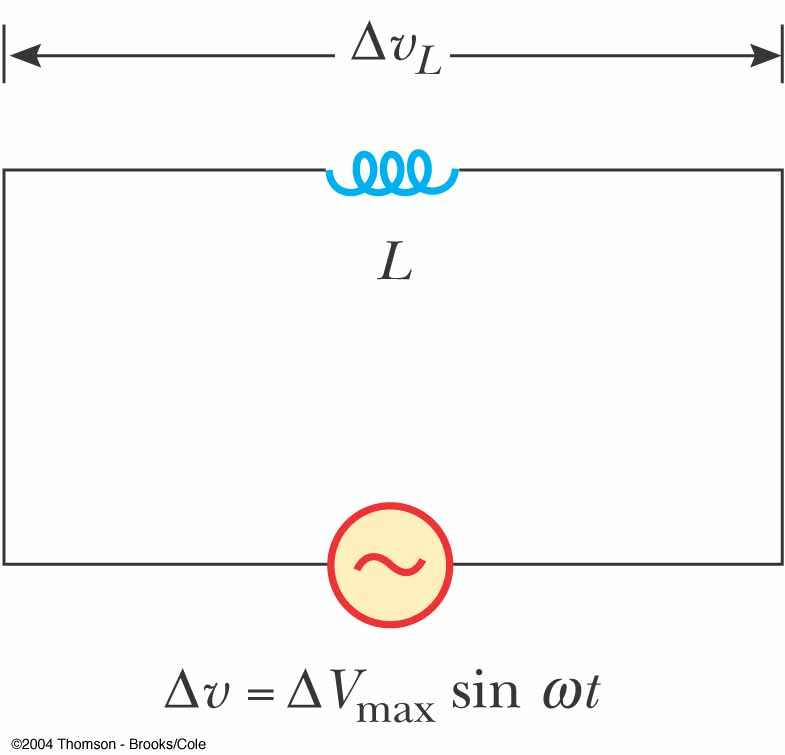 Δv_L
L
Δv = ΔV_max sin ωt
©2004 Thomson - Brooks/Cole